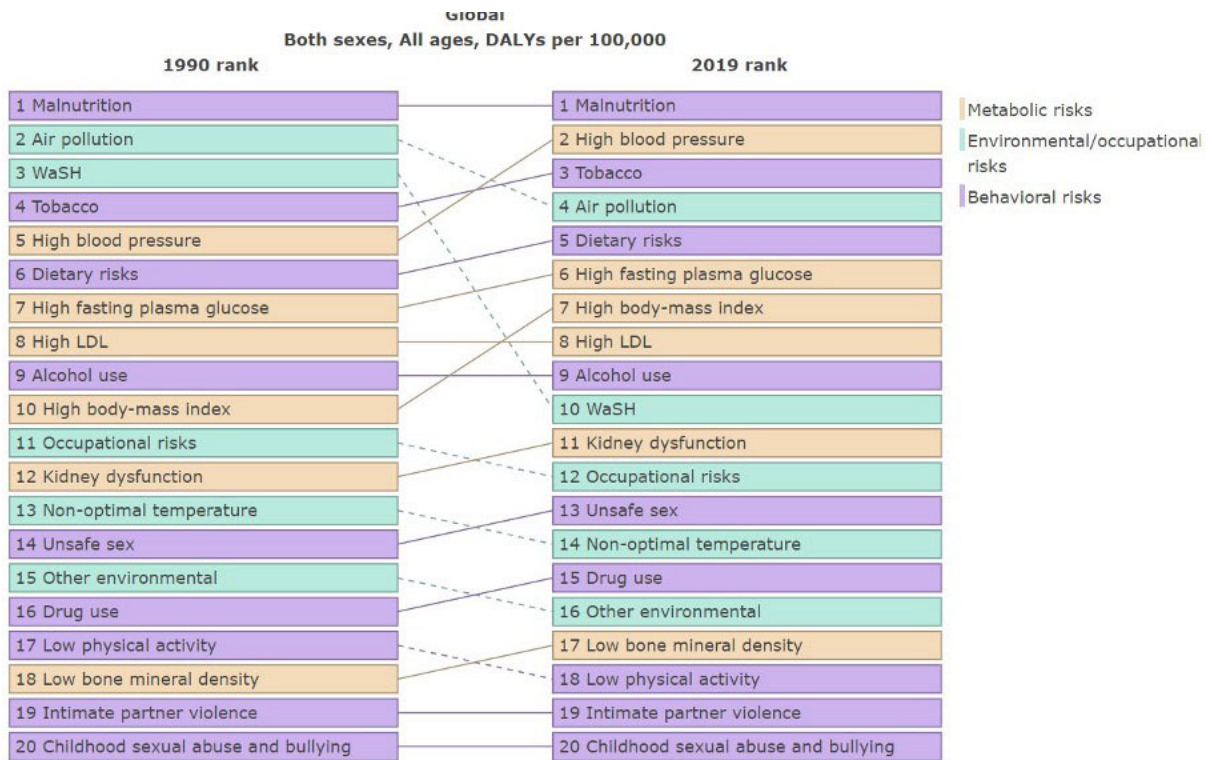 Global
Both sexes, All ages, DALYs per 100,000
1990 rank
1 Malnutrition
2 Air pollution
3 WaSH
4 Tobacco
5 High blood pressure
6 Dietary risks
7 High fasting plasma glucose
8 High LDL
9 Alcohol use
10 High body-mass index
11 Occupational risks
12 Kidney dysfunction
13 Non-optimal temperature
14 Unsafe sex
15 Other environmental
16 Drug use
17 Low physical activity
18 Low bone mineral density
19 Intimate partner violence
20 Childhood sexual abuse and bullying
2019 rank
1 Malnutrition
2 High blood pressure
3 Tobacco
4 Air pollution
5 Dietary risks
6 High fasting plasma glucose
7 High body-mass index
8 High LDL
9 Alcohol use
10 WaSH
11 Kidney dysfunction
12 Occupational risks
13 Unsafe sex
14 Non-optimal temperature
15 Drug use
16 Other environmental
17 Low bone mineral density
18 Low physical activity
19 Intimate partner violence
20 Childhood sexual abuse and bullying
Metabolic risks
Environmental/occupational
risks
Behavioral risks